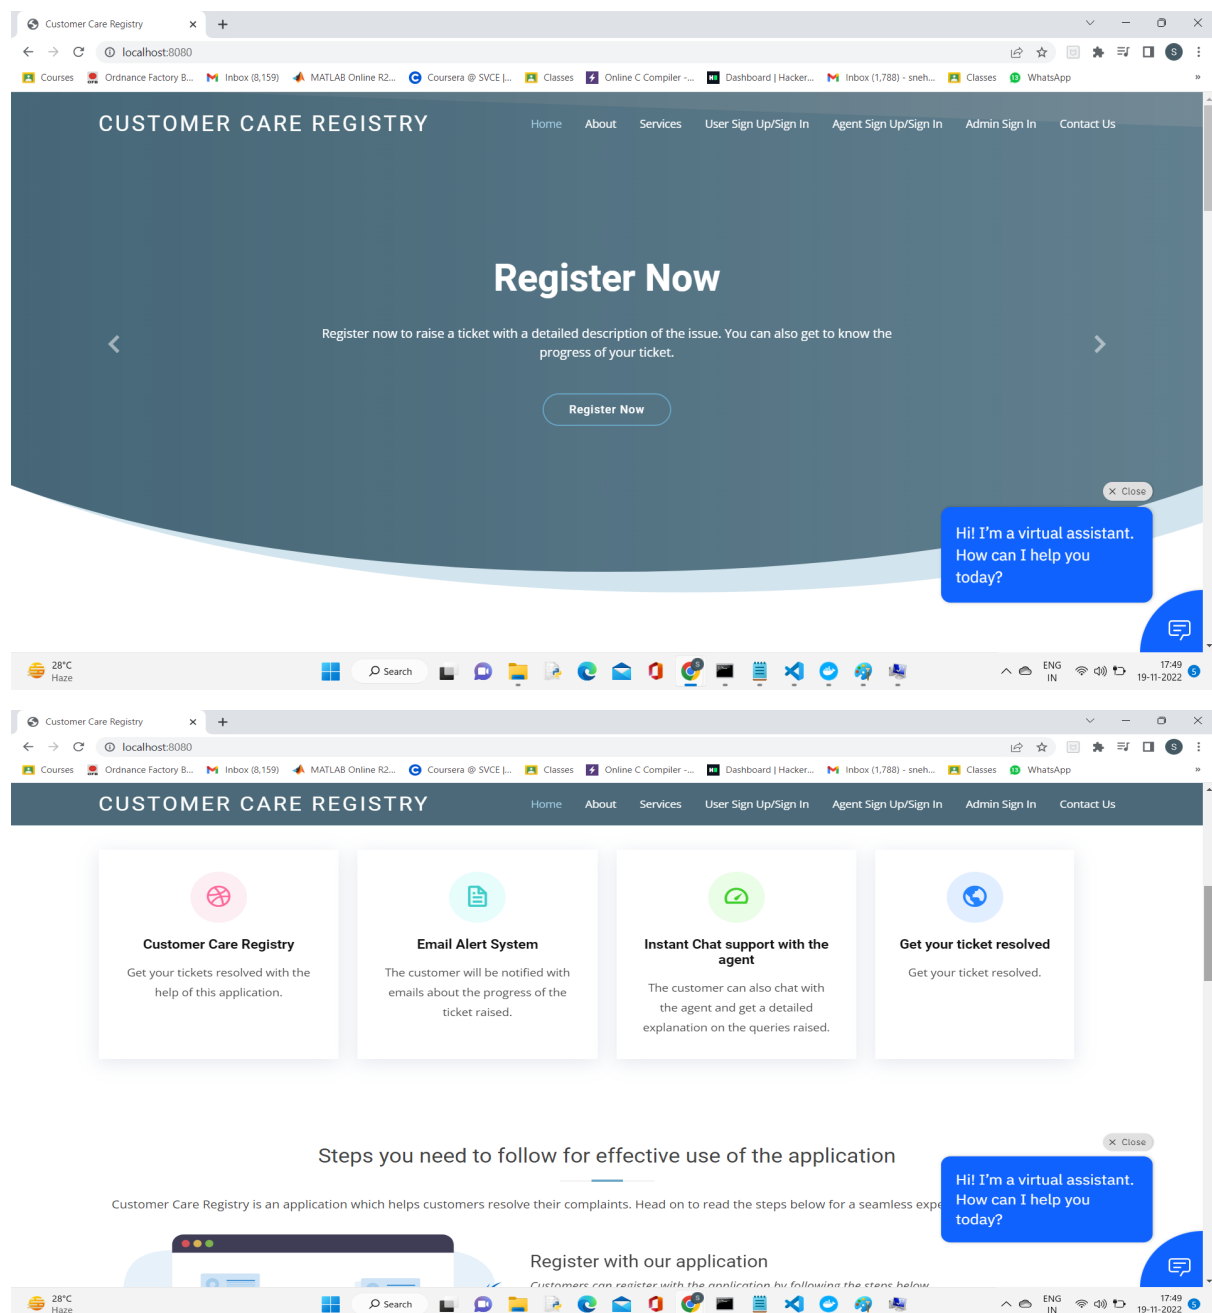 Customer Care Registry
localhost:8080
Courses Ordnance Factory B... Inbox (8,159) MATLAB Online R2... Coursera @ SVCE |... Classes Online C Compiler -... Dashboard | Hacker... Inbox (1,788) - sneh... Classes WhatsApp »
CUSTOMER CARE REGISTRY Home About Services User Sign Up/Sign In Agent Sign Up/Sign In Admin Sign In Contact Us
Register Now
Register now to raise a ticket with a detailed description of the issue. You can also get to know the
progress of your ticket.
Register Now
× Close
Hi! I'm a virtual assistant.
How can I help you
today?
28°C
Haze
Search
ENG
IN
17:49
19-11-2022
5
Customer Care Registry
localhost:8080
Courses Ordnance Factory B... Inbox (8,159) MATLAB Online R2... Coursera @ SVCE |... Classes Online C Compiler -... Dashboard | Hacker... Inbox (1,788) - sneh... Classes WhatsApp »
CUSTOMER CARE REGISTRY Home About Services User Sign Up/Sign In Agent Sign Up/Sign In Admin Sign In Contact Us
Customer Care Registry
Get your tickets resolved with the
help of this application.
Email Alert System
The customer will be notified with
emails about the progress of the
ticket raised.
Instant Chat support with the
agent
The customer can also chat with
the agent and get a detailed
explanation on the queries raised.
Get your ticket resolved
Get your ticket resolved.
Steps you need to follow for effective use of the application
Customer Care Registry is an application which helps customers resolve their complaints. Head on to read the steps below for a seamless expe
× Close
Hi! I'm a virtual assistant.
How can I help you
today?
Register with our application
Customers can register with the application by following the steps below
28°C
Haze
Search
ENG
IN
17:49
19-11-2022
5